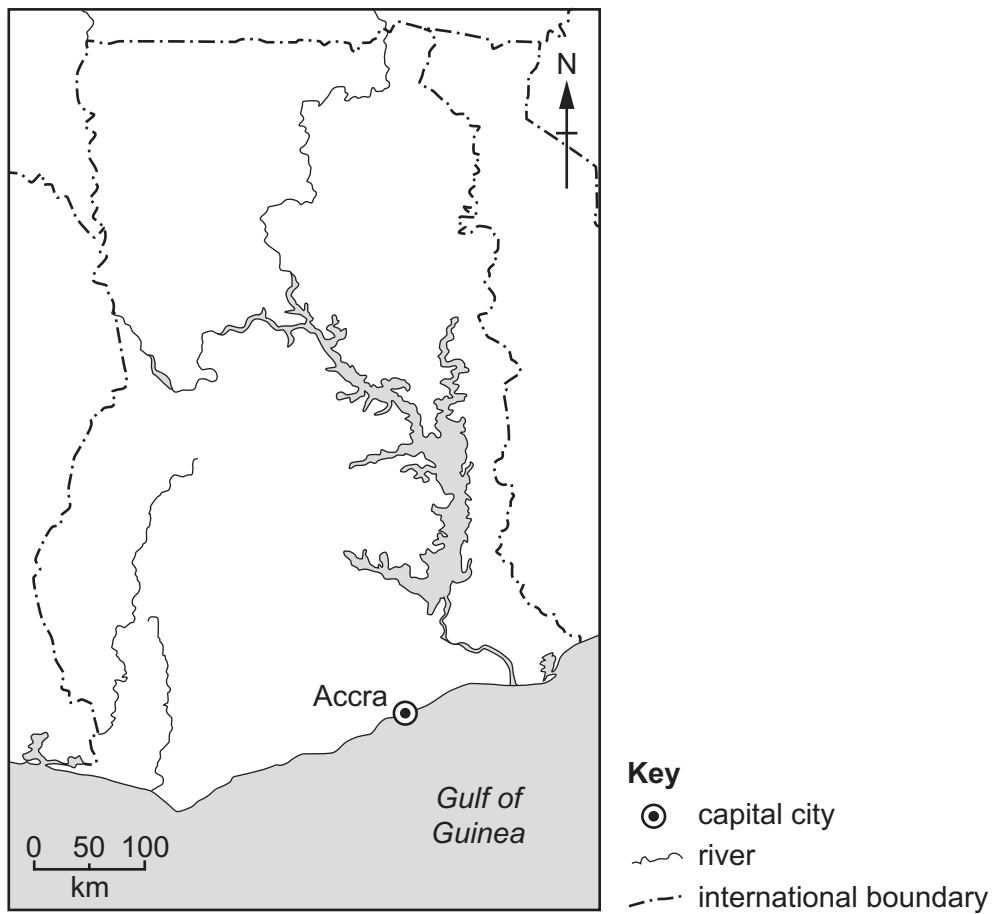 N
Accra
Gulf of
Guinea
0 50 100
km
Key
capital city
river
international boundary